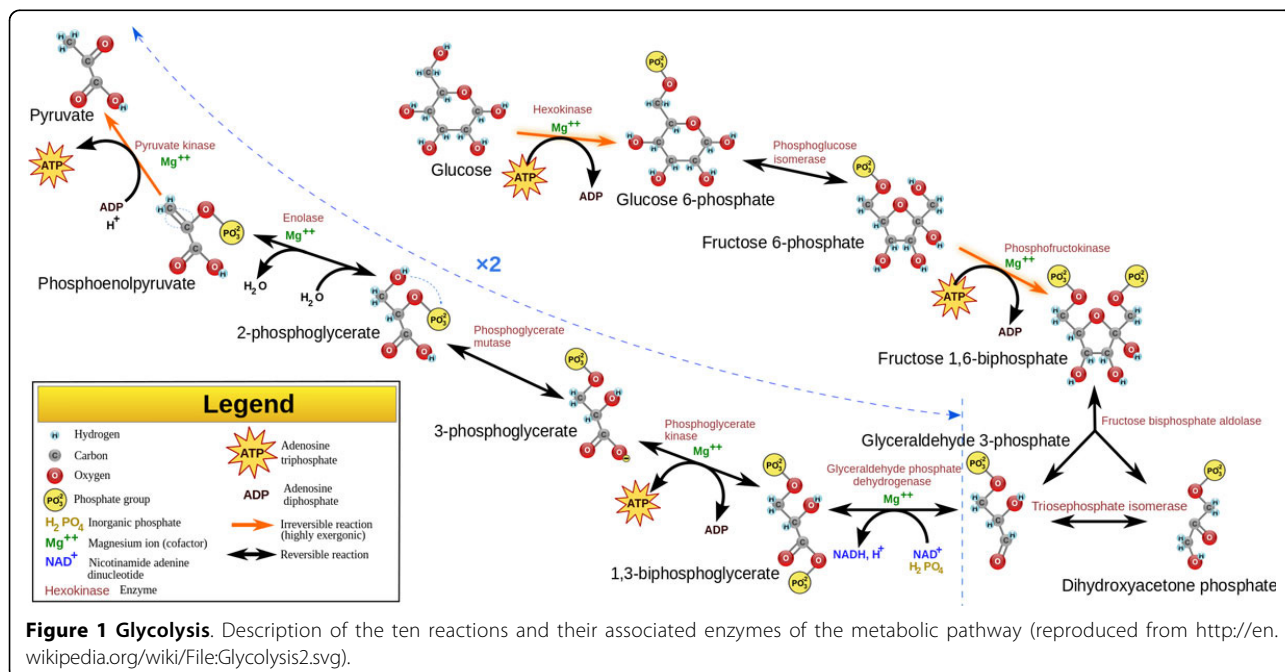 Pyruvate
ATP
Pyruvate kinase
Mg++
ADP
H+
Phosphoenolpyruvate
Enolase
Mg++
H2O
H2O
2-phosphoglycerate
×2
Phosphoglycerate
mutase
3-phosphoglycerate
Phosphoglycerate
kinase
Mg++
ATP
ADP
1,3-biphosphoglycerate
Glyceraldehyde phosphate
dehydrogenase
Mg++
NADH, H+
NAD+
H2 PO4
Glyceraldehyde 3-phosphate
Triosephosphate isomerase
Dihydroxyacetone phosphate
Fructose bisphosphate aldolase
Glucose
Hexokinase
Mg++
ATP
ADP
Glucose 6-phosphate
Phosphoglucose
isomerase
Fructose 6-phosphate
Phosphofructokinase
Mg++
ATP
ADP
Fructose 1,6-biphosphate
Legend
H Hydrogen
C Carbon
O Oxygen
PO3 2- Phosphate group
H2 PO4 Inorganic phosphate
Mg++ Magnesium ion (cofactor)
NAD+ Nicotinamide adenine
dinucleotide
Hexokinase Enzyme
ATP Adenosine
triphosphate
ADP Adenosine
diphosphate
Irreversible reaction
(highly exergonic)
Reversible reaction
Figure 1 Glycolysis. Description of the ten reactions and their associated enzymes of the metabolic pathway (reproduced from http://en.
wikipedia.org/wiki/File:Glycolysis2.svg).